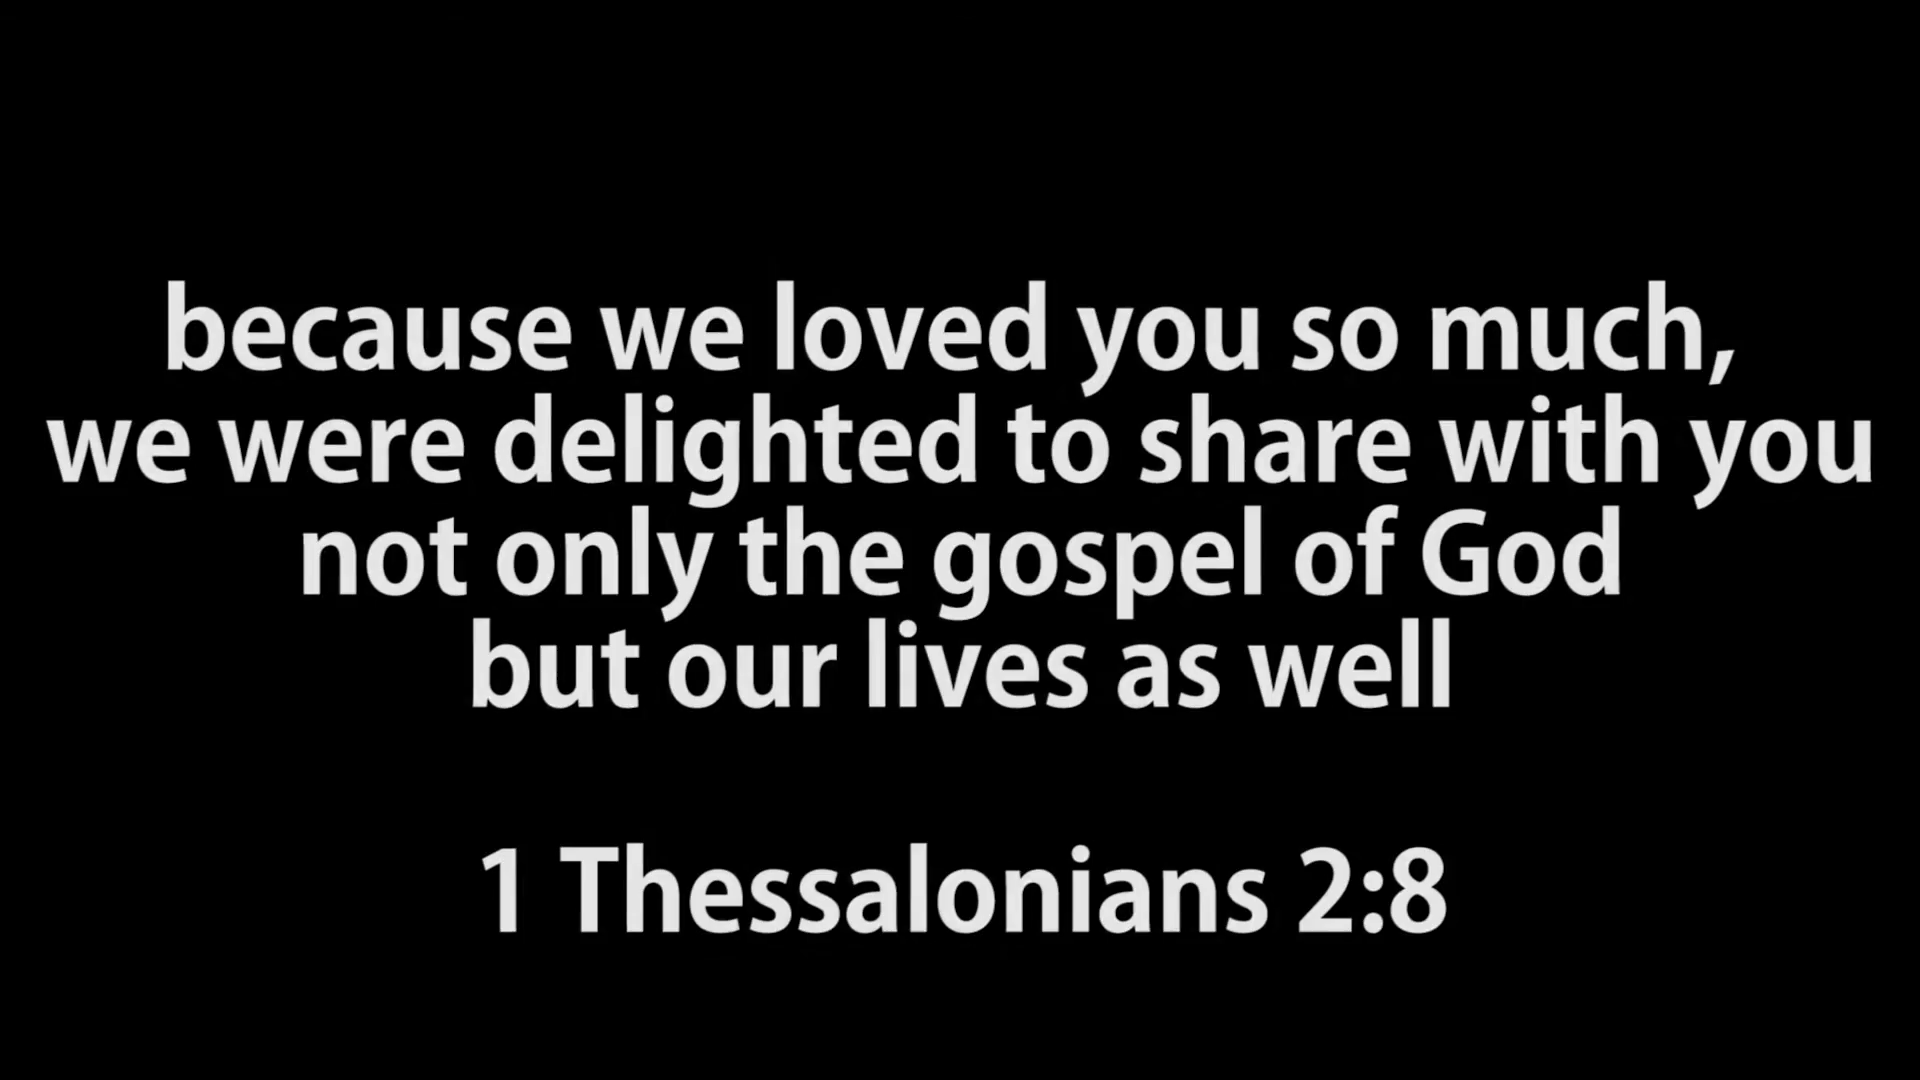 because we loved you so much,
we were delighted to share with you
not only the gospel of God
but our lives as well
1 Thessalonians 2:8